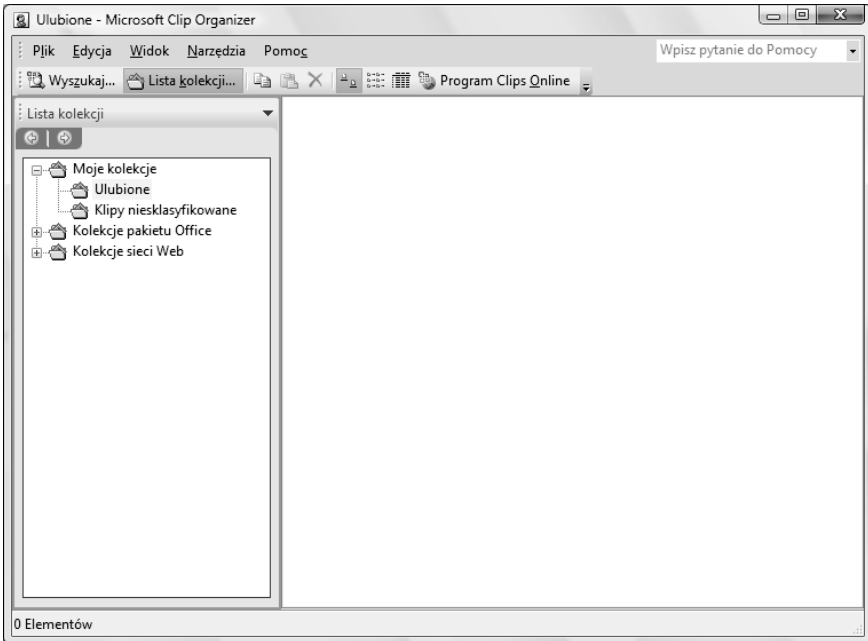 Ulubione - Microsoft Clip Organizer
Plik Edycja Widok Narzędzia Pomoc Wpisz pytanie do Pomocy
Wyszukaj... Lista kolekcji... Program Clips Online
Lista kolekcji
Moje kolekcje
Ulubione
Klipy niesklasyfikowane
Kolekcje pakietu Office
Kolekcje sieci Web
0 Elementów